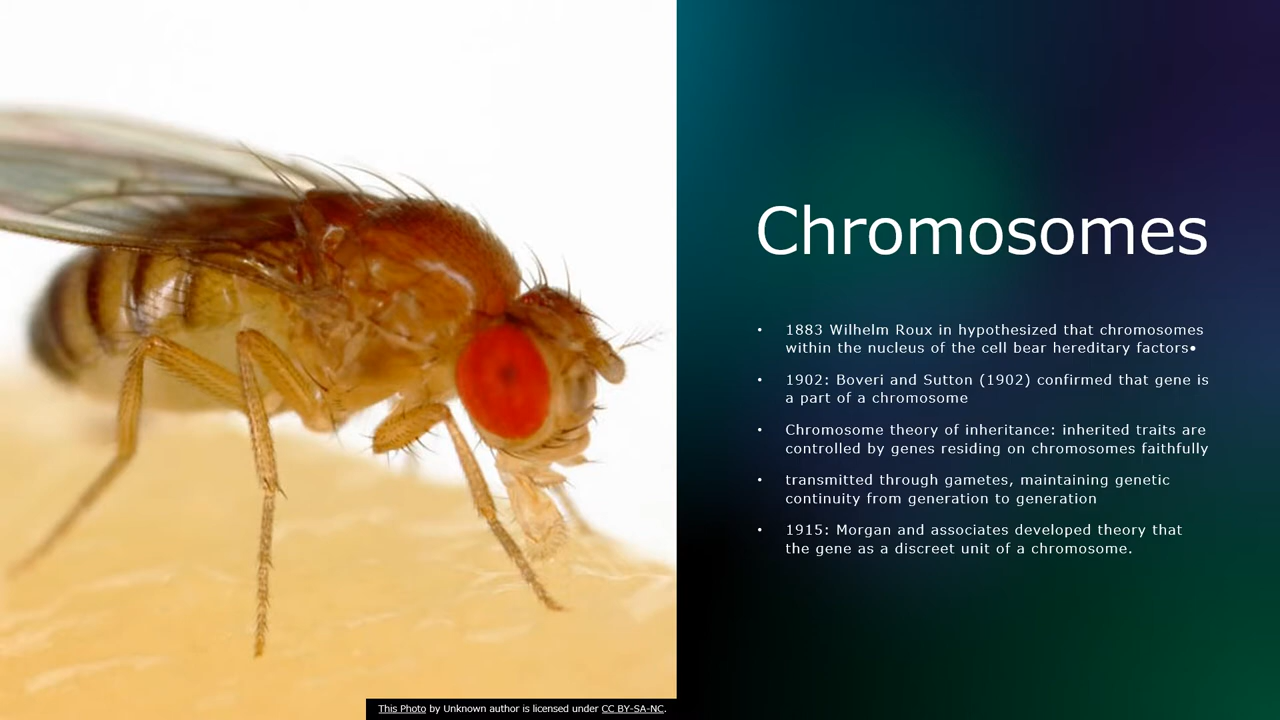 Chromosomes
• 1883 Wilhelm Roux in hypothesized that chromosomes
within the nucleus of the cell bear hereditary factors•
• 1902: Boveri and Sutton (1902) confirmed that gene is
a part of a chromosome
• Chromosome theory of inheritance: inherited traits are
controlled by genes residing on chromosomes faithfully
• transmitted through gametes, maintaining genetic
continuity from generation to generation
• 1915: Morgan and associates developed theory that
the gene as a discreet unit of a chromosome.
This Photo by Unknown author is licensed under CC BY-SA-NC.